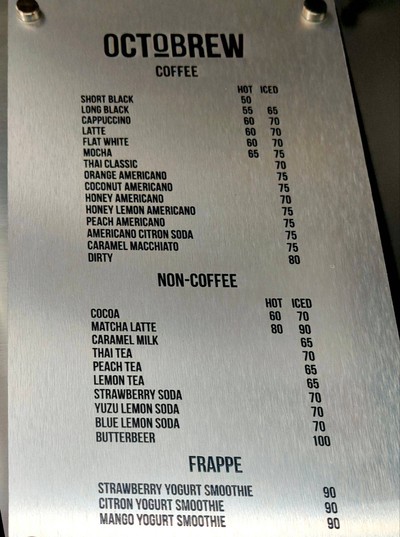 OCTOBREW
COFFEE
HOT ICED
SHORT BLACK 50
LONG BLACK 55 65
CAPPUCCINO 60 70
LATTE 60 70
FLAT WHITE 60 70
MOCHA 65 75
THAI CLASSIC 70
ORANGE AMERICANO 75
COCONUT AMERICANO 75
HONEY AMERICANO 70
HONEY LEMON AMERICANO 75
PEACH AMERICANO 75
AMERICANO CITRON SODA 75
CARAMEL MACCHIATO 75
DIRTY 80
NON-COFFEE
HOT ICED
COCOA 60 70
MATCHA LATTE 80 90
CARAMEL MILK 65
THAI TEA 70
PEACH TEA 65
LEMON TEA 65
STRAWBERRY SODA 70
YUZU LEMON SODA 70
BLUE LEMON SODA 70
BUTTERBEER 100
FRAPPE
STRAWBERRY YOGURT SMOOTHIE 90
CITRON YOGURT SMOOTHIE 90
MANGO YOGURT SMOOTHIE 90